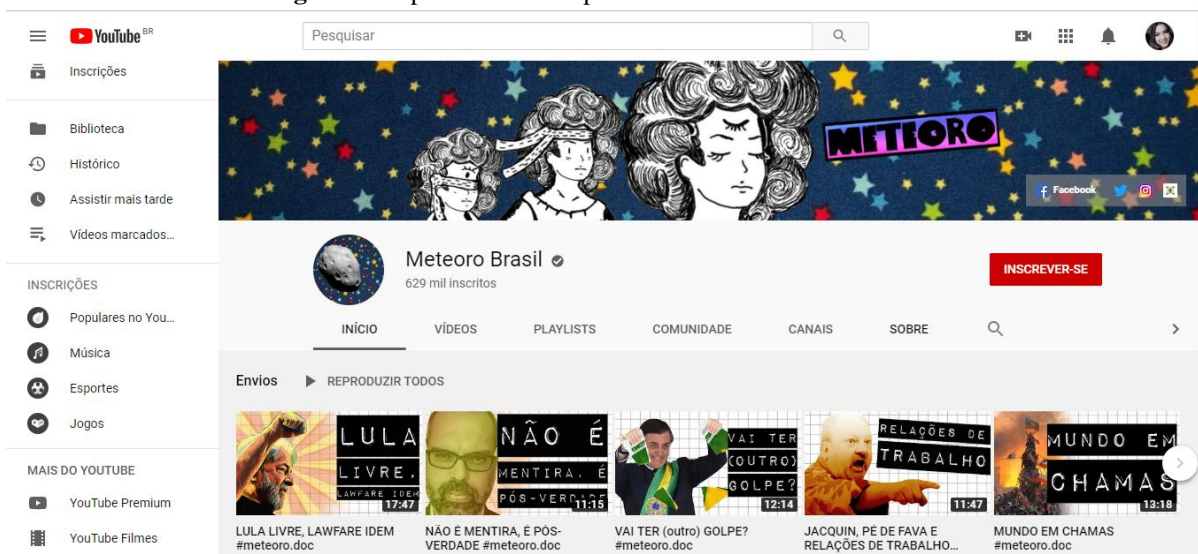 YouTube BR
Pesquisar
Inscrições
Biblioteca
Histórico
Assistir mais tarde
Vídeos marcados...
INSCRIÇÕES
Populares no You...
Música
Esportes
Jogos
MAIS DO YOUTUBE
YouTube Premium
YouTube Filmes
METEORO
Facebook
Meteoro Brasil
629 mil inscritos
INSCREVER-SE
INÍCIO VÍDEOS PLAYLISTS COMUNIDADE CANAIS SOBRE
Envios REPRODUZIR TODOS
LULA
LIVRE,
LAWFARE IDEM
17:47
LULA LIVRE, LAWFARE IDEM
#meteoro.doc
NÃO É
MENTIRA, É
PÓS-VERDADE
11:15
NÃO É MENTIRA, É PÓS-
VERDADE #meteoro.doc
VAI TER
(OUTRO)
GOLPE?
12:14
VAI TER (outro) GOLPE?
#meteoro.doc
RELAÇÕES DE
TRABALHO
11:47
JACQUIN, PÉ DE FAVA E
RELAÇÕES DE TRABALHO...
MUNDO EM
CHAMAS
13:18
MUNDO EM CHAMAS
#meteoro.doc